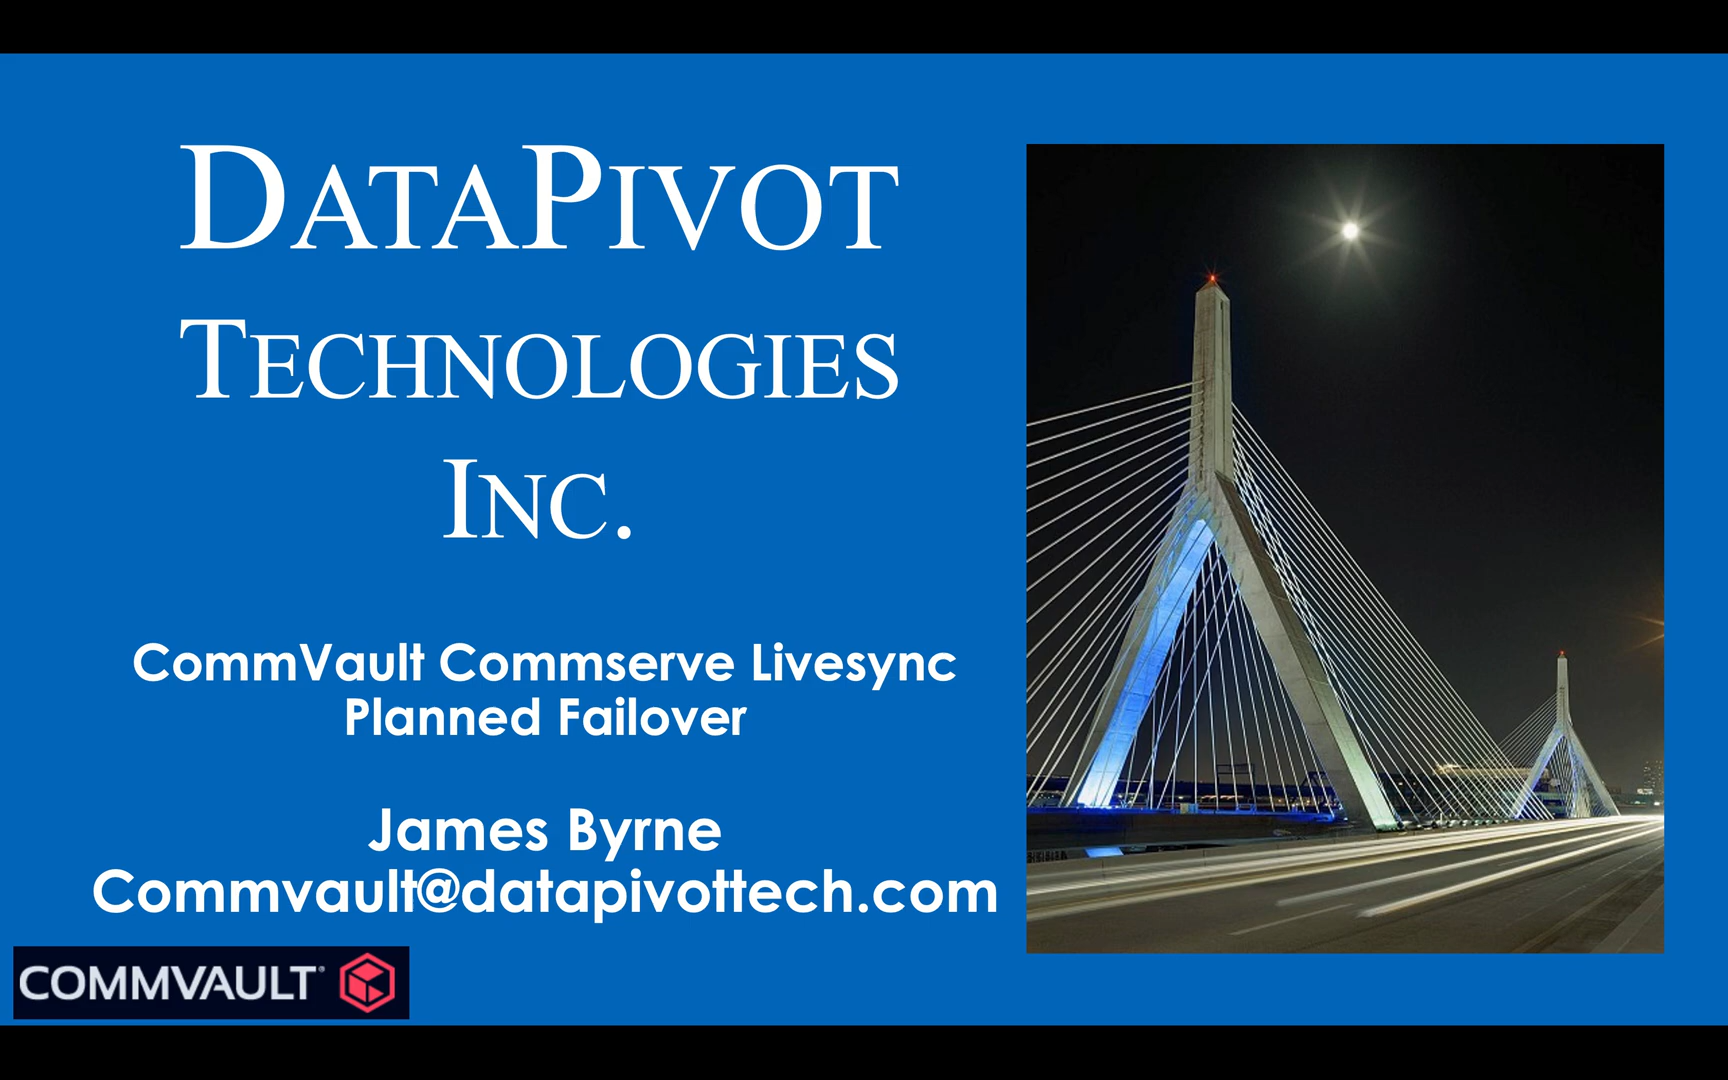 DATAPIVOT
TECHNOLOGIES
INC.
CommVault Commserve Livesync
Planned Failover
James Byrne
Commvault@datapivottech.com
COMMVAULT®